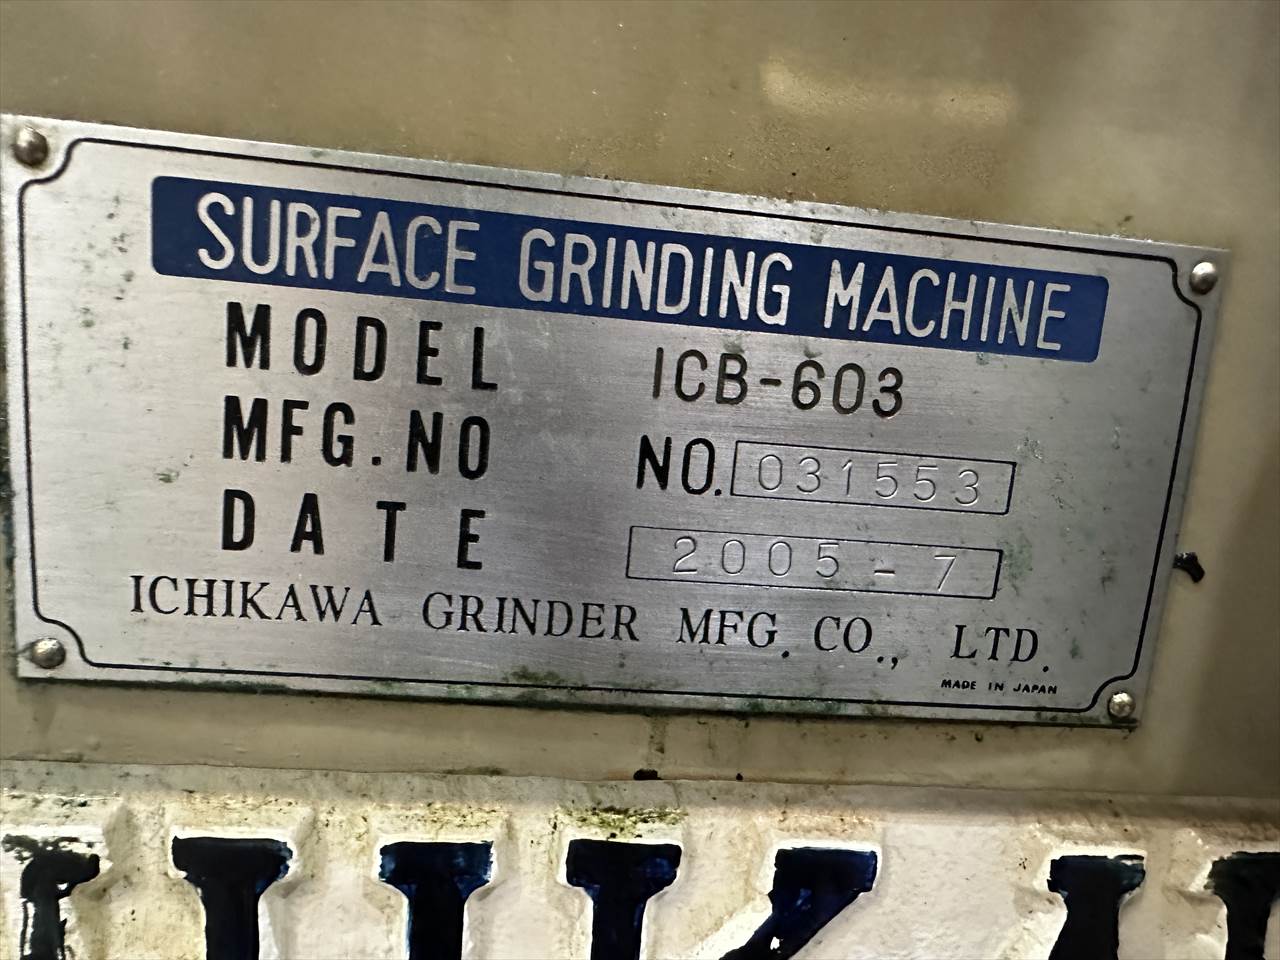 SURFACE GRINDING MACHINE
MODEL ICB-603
MFG.NO NO. 031553
DATE 2005-7
ICHIKAWA GRINDER MFG. CO., LTD.
MADE IN JAPAN